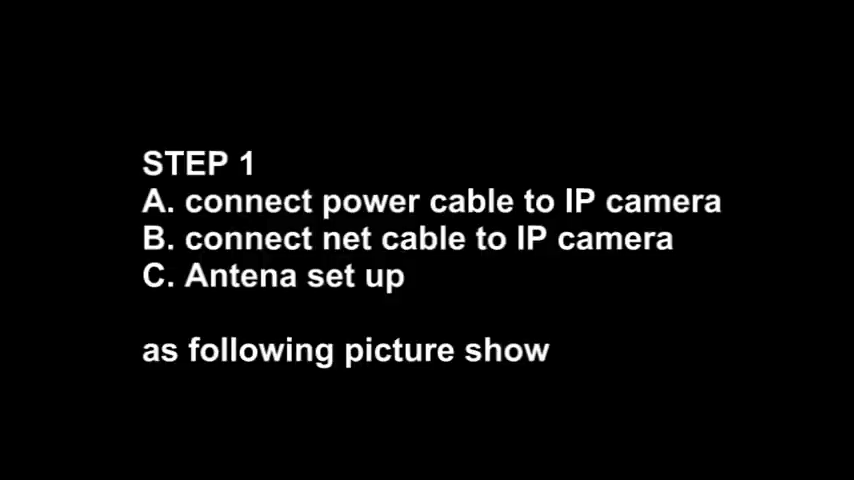 STEP 1
A. connect power cable to IP camera
B. connect net cable to IP camera
C. Antena set up
as following picture show